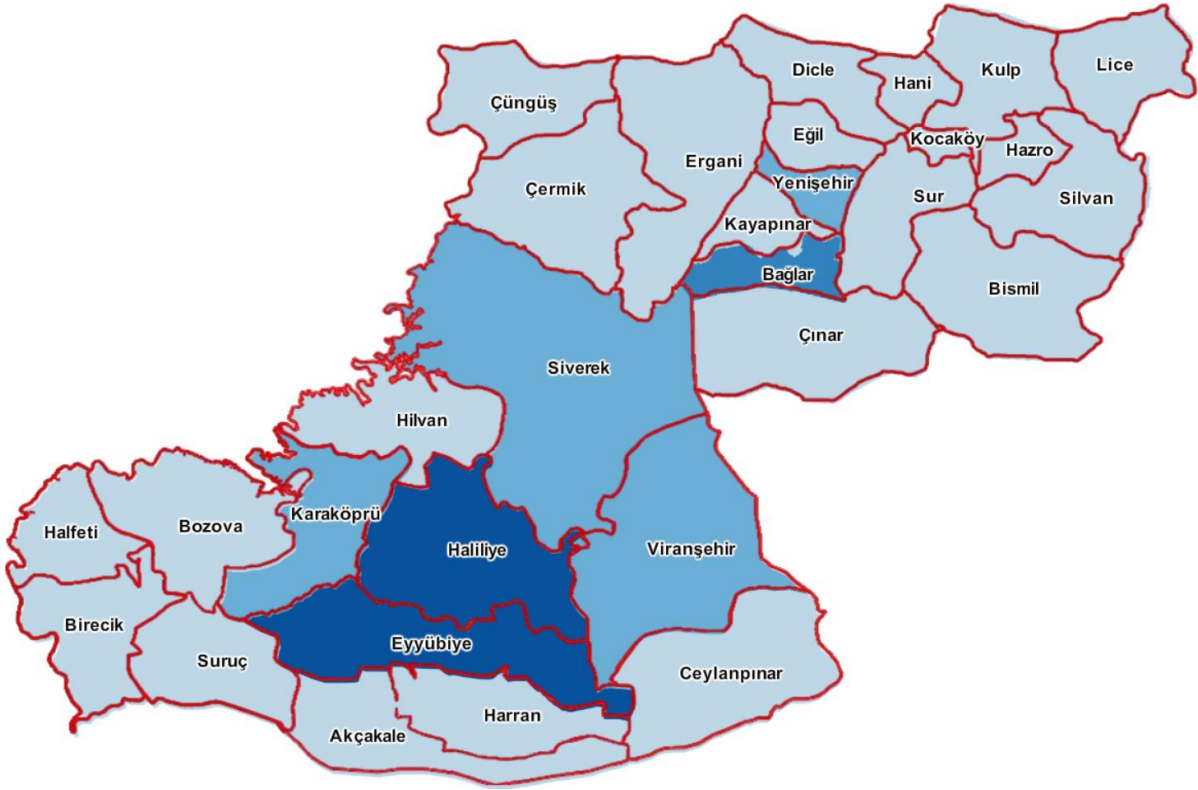 Lice
Dicle
Kulp
Hani
Çüngüş
Eğil
Kocaköy
Hazro
Ergani
Yenişehir
Çermik
Sur
Silvan
Kayapınar
Bağlar
Bismil
Çınar
Siverek
Hilvan
Karaköprü
Bozova
Halfeti
Haliliye
Viranşehir
Birecik
Eyyübiye
Suruç
Ceylanpınar
Harran
Akçakale